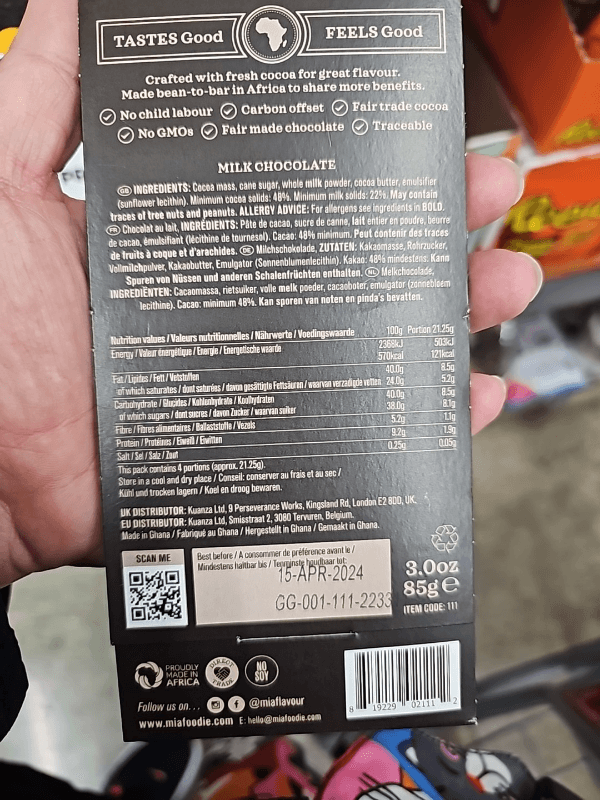 TASTES Good
FEELS Good
Crafted with fresh cocoa for great flavour.
Made bean-to-bar in Africa to share more benefits.
No child labour Carbon offset Fair trade cocoa
No GMOs Fair made chocolate Traceable
MILK CHOCOLATE
GB INGREDIENTS: Cocoa mass, cane sugar, whole milk powder, cocoa butter, emulsifier
(sunflower lecithin). Minimum cocoa solids: 48%. Minimum milk solids: 22%. May contain
traces of tree nuts and peanuts. ALLERGY ADVICE: For allergens see ingredients in BOLD.
FR Chocolat au lait, INGRÉDIENTS: Pâte de cacao, sucre de canne, lait entier en poudre, beurre
de cacao, émulsifiant (lécithine de tournesol). Cacao: 48% minimum. Peut contenir des traces
de fruits à coque et d'arachides. DE Milchschokolade, ZUTATEN: Kakaomasse, Rohrzucker,
Vollmilchpulver, Kakaobutter, Emulgator (Sonnenblumenlecithin). Kakao: 48% mindestens. Kann
Spuren von Nüssen und anderen Schalenfrüchten enthalten. NL Melkchocolade,
INGREDIËNTEN: Cacaomassa, rietsuiker, volle melk poeder, cacaoboter, emulgator (zonnebloem
lecithine). Cacao: minimum 48%. Kan sporen van noten en pinda's bevatten.
Nutrition values / Valeurs nutritionnelles / Nährwerte / Voedingswaarde 100g Portion 21.25g
Energy / Valeur énergétique / Energie / Energetische waarde 2368kJ 503kJ
570kcal 121kcal
Fat / Lipides / Fett / Vetstoffen 40.0g 8.5g
of which saturates / dont saturées / davon gesättigte Fettsäuren / waarvan verzadigde vetten 24.0g 5.2g
Carbohydrate / Glucides / Kohlenhydrate / Koolhydraten 40.0g 8.5g
of which sugars / dont sucres / davon Zucker / waarvan suiker 38.0g 8.1g
Fibre / Fibres alimentaires / Ballaststoffe / Vezels 5.2g 1.1g
Protein / Protéines / Eiweiß / Eiwitten 9.2g 1.9g
Salt / Sel / Salz / Zout 0.25g 0.05g
This pack contains 4 portions (approx. 21.25g).
Store in a cool and dry place / Conseil: conserver au frais et au sec /
Kühl und trocken lagern / Koel en droog bewaren.
UK DISTRIBUTOR: Kuanza Ltd, 9 Perseverance Works, Kingsland Rd, London E2 8DD, UK.
EU DISTRIBUTOR: Kuanza Ltd, Smisstraat 2, 3080 Tervuren, Belgium.
Made in Ghana / Fabriqué au Ghana / Hergestellt in Ghana / Gemaakt in Ghana.
SCAN ME
Best before / A consommer de préférence avant le /
Mindestens haltbar bis / Tenminste houdbaar tot:
15-APR-2024
GG-001-111-2233
3.0oz
85g e
ITEM CODE: 111
PROUDLY
MADE IN
AFRICA
DIRECT
TRADE
NO
SOY
Follow us on... @miaflavour
www.miafoodie.com E: hello@miafoodie.com
8 19229 02111 2